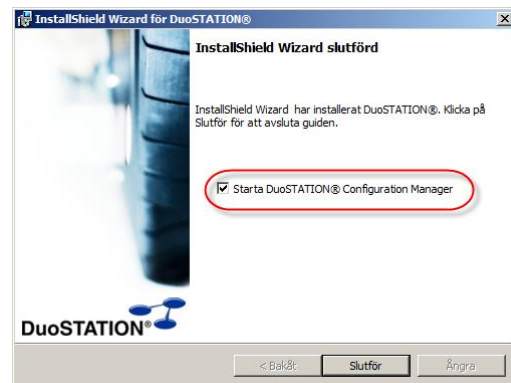 InstallShield Wizard för DuoSTATION®
InstallShield Wizard slutförd
InstallShield Wizard har installerat DuoSTATION®. Klicka på
Slutför för att avsluta guiden.
Starta DuoSTATION® Configuration Manager
DuoSTATION®
< Bakåt
Slutför
Ångra